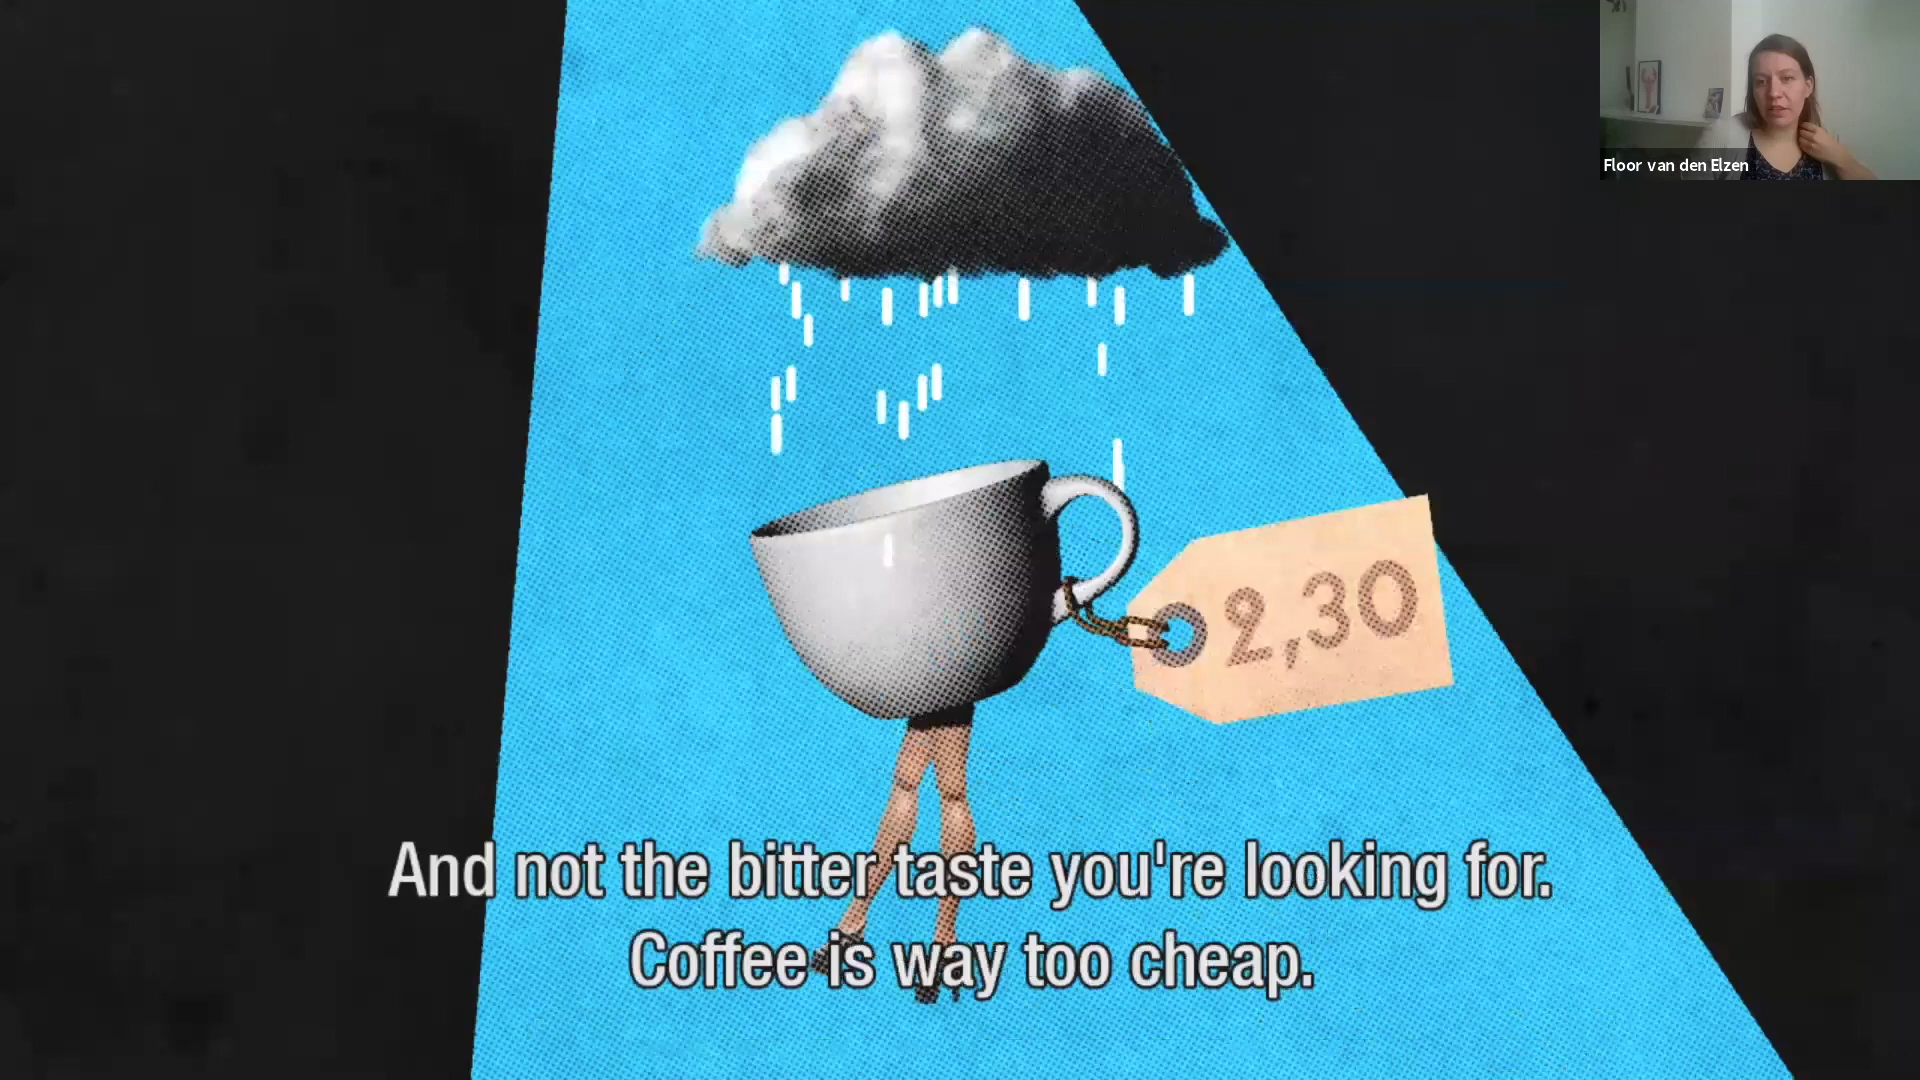 Floor van den Elzen
2,30
And not the bitter taste you're looking for.
Coffee is way too cheap.